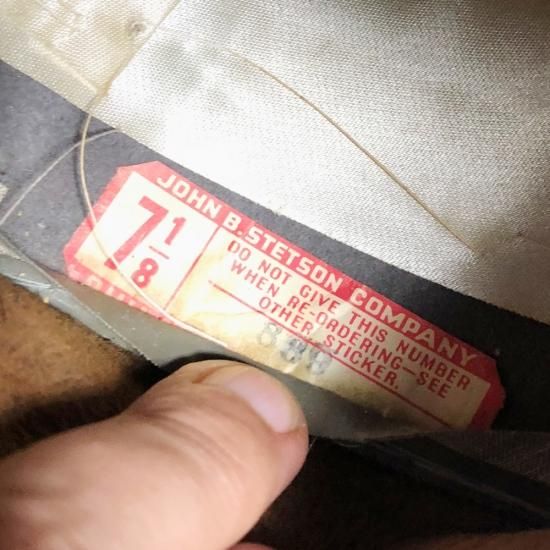 JOHN B. STETSON COMPANY
7 1/8
DO NOT GIVE THIS NUMBER
WHEN RE-ORDERING—SEE
OTHER STICKER.